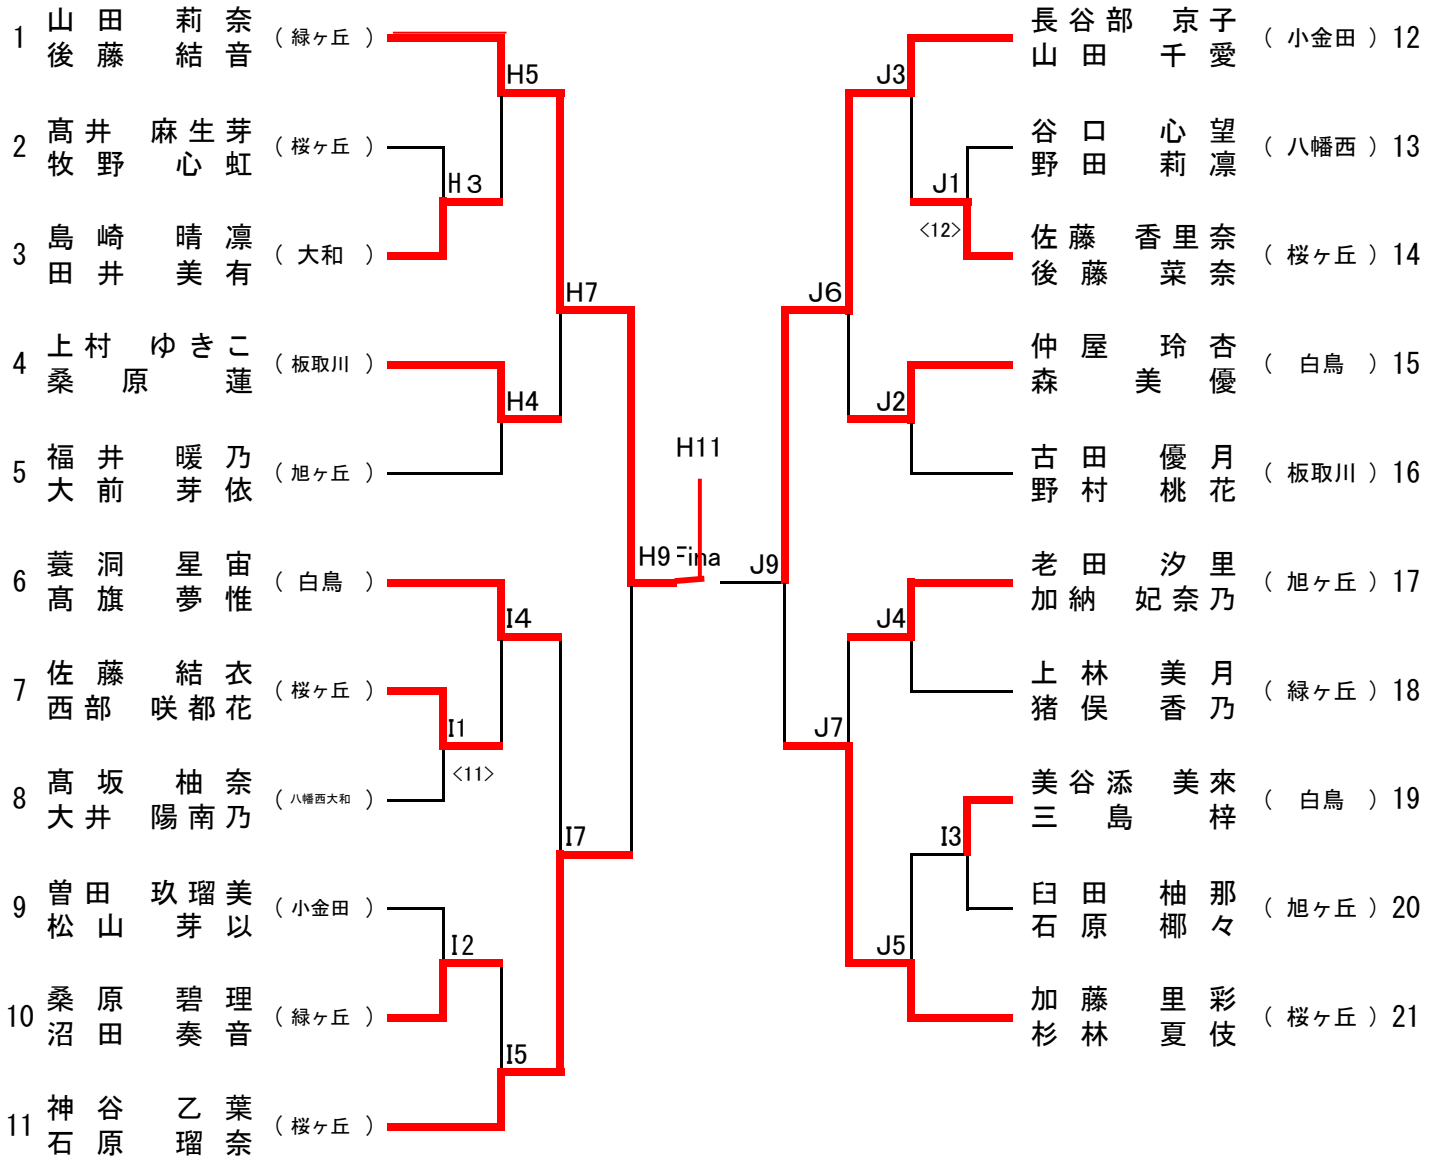 1 山田 莉奈 (緑ヶ丘)
後藤 結音
H5
2 髙井 麻生芽 (桜ヶ丘)
牧野 心虹
H3
3 島崎 晴凛 (大和)
田井 美有
H7
4 上村 ゆきこ (板取川)
桑原 蓮
H4
5 福井 暖乃 (旭ヶ丘)
大前 芽依
H11
H9 Fina J9
6 蓑洞 星宙 (白鳥)
髙旗 夢惟
I4
7 佐藤 結衣 (桜ヶ丘)
西部 咲都花
I1
<11>
8 髙坂 柚奈 (八幡西大和)
大井 陽南乃
I7
9 曽田 玖瑠美 (小金田)
松山 芽以
I2
10 桑原 碧理 (緑ヶ丘)
沼田 奏音
I5
11 神谷 乙葉 (桜ヶ丘)
石原 瑠奈
長谷部 京子 (小金田) 12
山田 千愛
J3
谷口 心望 (八幡西) 13
野田 莉凛
J1
<12>
佐藤 香里奈 (桜ヶ丘) 14
後藤 菜奈
J6
仲屋 玲杏 (白鳥) 15
森 美優
J2
古田 優月 (板取川) 16
野村 桃花
老田 汐里 (旭ヶ丘) 17
加納 妃奈乃
J4
上林 美月 (緑ヶ丘) 18
猪俣 香乃
J7
美谷添 美來 (白鳥) 19
三島 梓
I3
臼田 柚那 (旭ヶ丘) 20
石原 椰々
J5
加藤 里彩 (桜ヶ丘) 21
杉林 夏伎